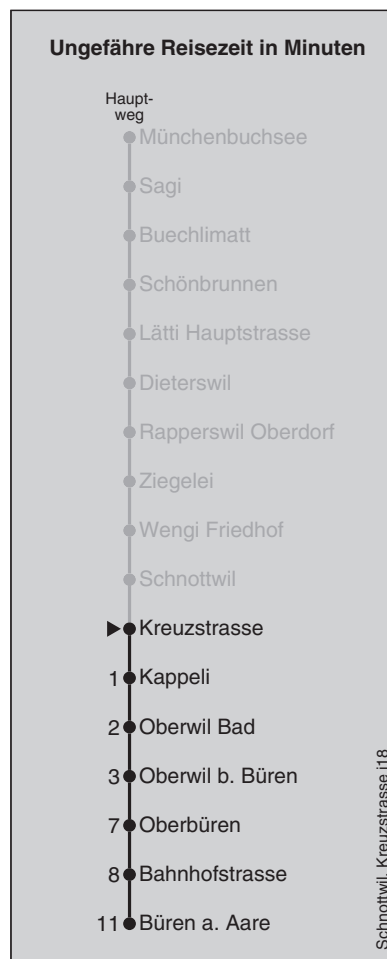 Ungefähre Reisezeit in Minuten
Haupt-
weg
Münchenbuchsee
Sagi
Buechlimatt
Schönbrunnen
Lätti Hauptstrasse
Dieterswil
Rapperswil Oberdorf
Ziegelei
Wengi Friedhof
Schnottwil
Kreuzstrasse
1 Kappeli
2 Oberwil Bad
3 Oberwil b. Büren
7 Oberbüren
8 Bahnhofstrasse
11 Büren a. Aare
Schnottwil, Kreuzstrasse j18